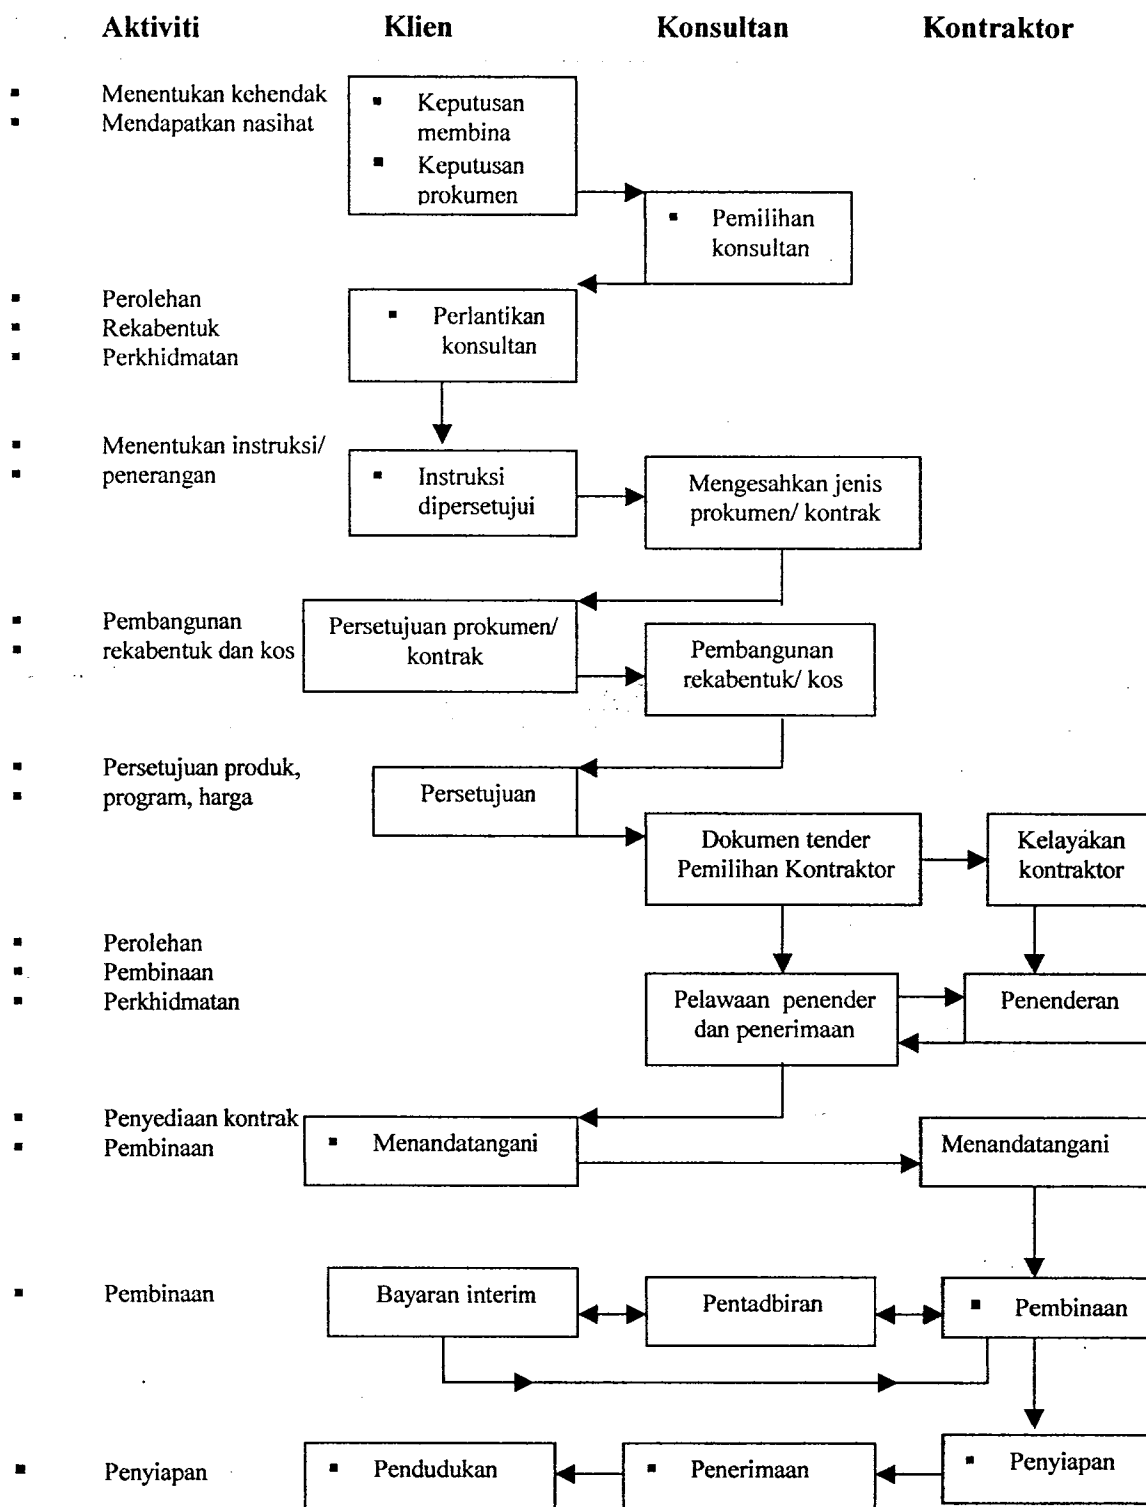 Aktiviti Klien Konsultan Kontraktor
▪ Menentukan kehendak
▪ Mendapatkan nasihat
▪ Keputusan
membina
▪ Keputusan
prokumen
▪ Pemilihan
konsultan
▪ Perolehan
▪ Rekabentuk
▪ Perkhidmatan
▪ Perlantikan
konsultan
▪ Menentukan instruksi/
▪ penerangan
▪ Instruksi
dipersetujui
Mengesahkan jenis
prokumen/ kontrak
▪ Pembangunan
▪ rekabentuk dan kos
Persetujuan prokumen/
kontrak
Pembangunan
rekabentuk/ kos
▪ Persetujuan produk,
▪ program, harga
Persetujuan
Dokumen tender
Pemilihan Kontraktor
Kelayakan
kontraktor
▪ Perolehan
▪ Pembinaan
▪ Perkhidmatan
Pelawaan penender
dan penerimaan
Penenderan
▪ Penyediaan kontrak
▪ Pembinaan
▪ Menandatangani
Menandatangani
▪ Pembinaan
Bayaran interim
Pentadbiran
▪ Pembinaan
▪ Penyiapan
▪ Pendudukan
▪ Penerimaan
▪ Penyiapan